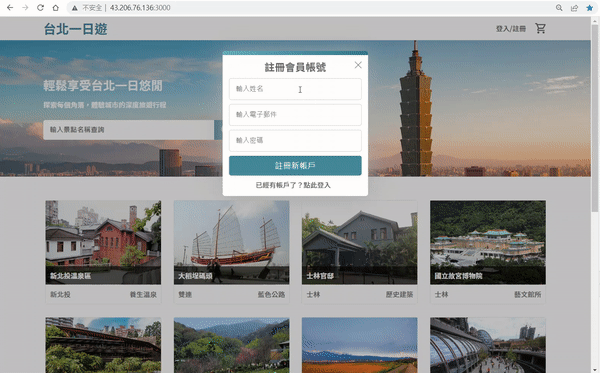 不安全 | 43.206.76.136:3000
台北一日遊
登入/註冊
輕鬆享受台北一日悠閒
探索每個角落，體驗城市的深度旅遊行程
輸入景點名稱查詢
註冊會員帳號
輸入姓名
輸入電子郵件
輸入密碼
註冊新帳戶
已經有帳戶了？點此登入
新北投溫泉區
大稻埕碼頭
士林官邸
國立故宮博物院
新北投 養生溫泉
雙連 藍色公路
士林 歷史建築
士林 藝文館所